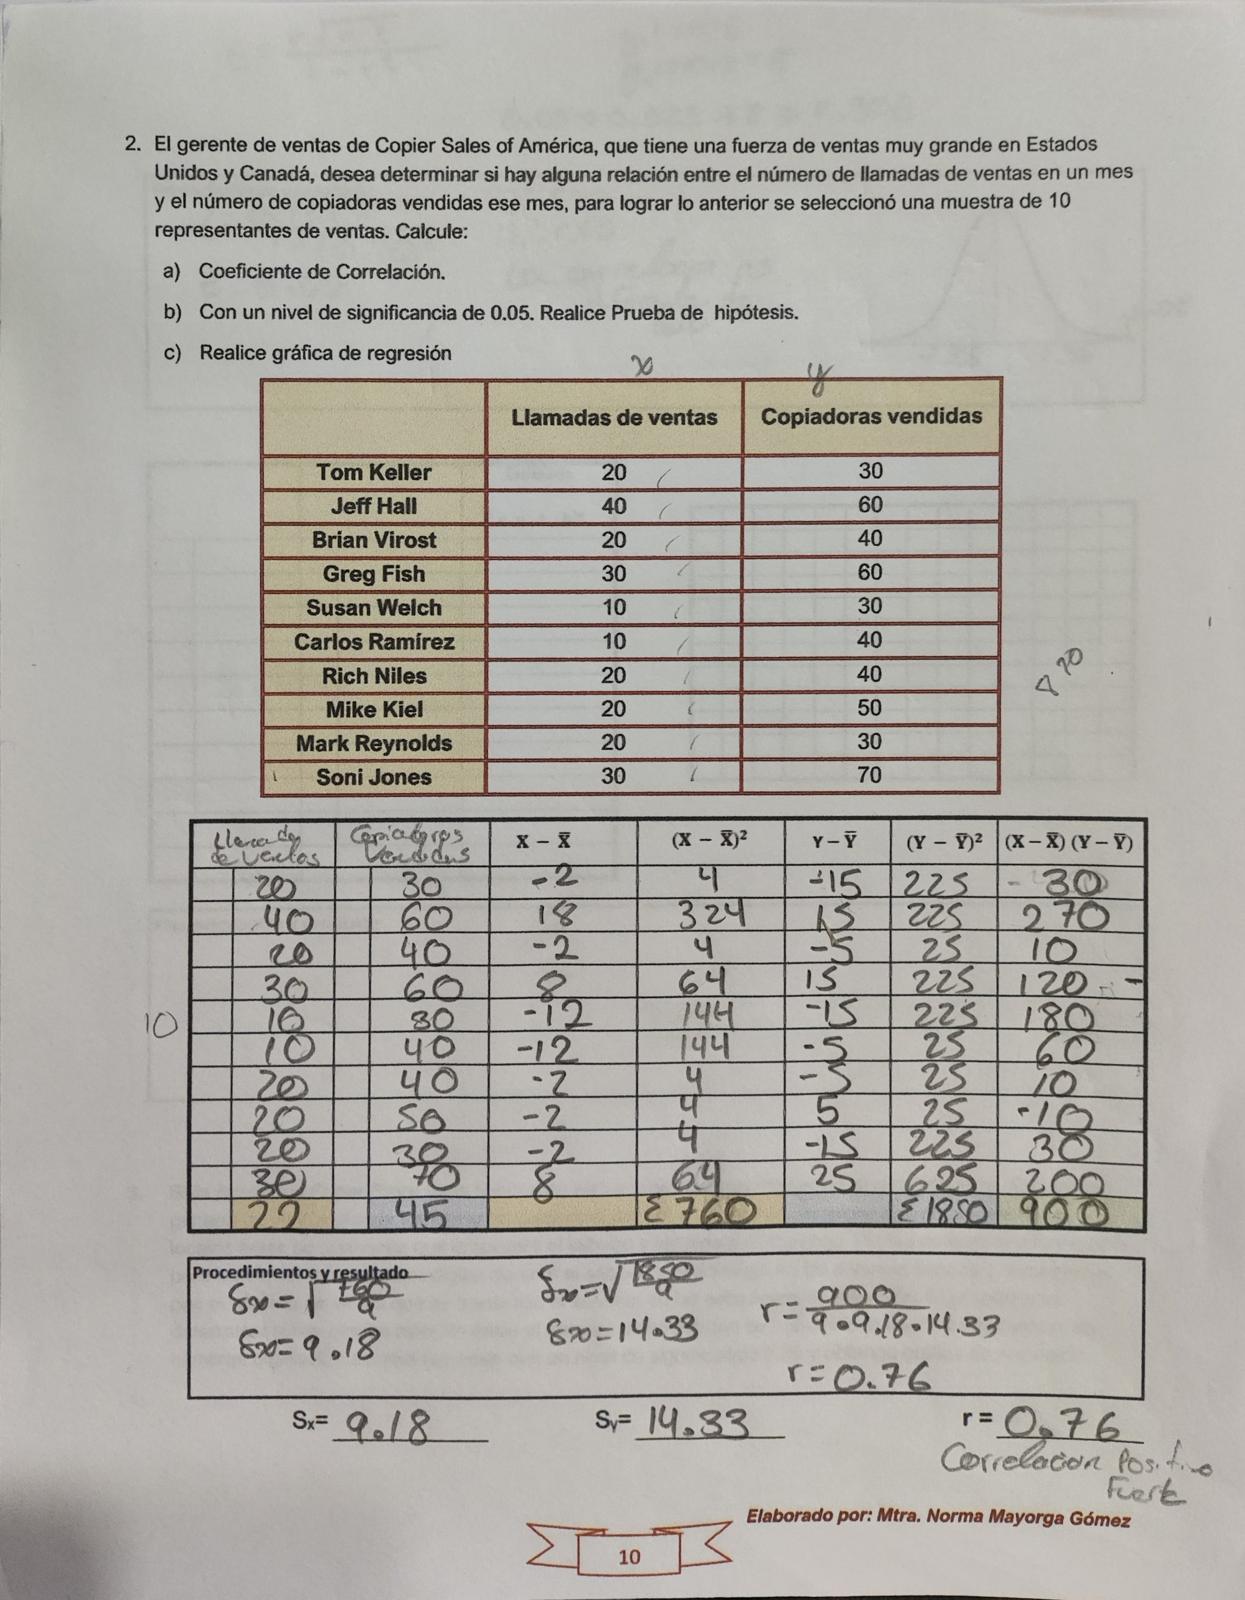 2. El gerente de ventas de Copier Sales of América, que tiene una fuerza de ventas muy grande en Estados
Unidos y Canadá, desea determinar si hay alguna relación entre el número de llamadas de ventas en un mes
y el número de copiadoras vendidas ese mes, para lograr lo anterior se seleccionó una muestra de 10
representantes de ventas. Calcule:
a) Coeficiente de Correlación.
b) Con un nivel de significancia de 0.05. Realice Prueba de hipótesis.
c) Realice gráfica de regresión
x y
Llamadas de ventas Copiadoras vendidas
Tom Keller 20 30
Jeff Hall 40 60
Brian Virost 20 40
Greg Fish 30 60
Susan Welch 10 30
Carlos Ramírez 10 40
Rich Niles 20 40
Mike Kiel 20 50
Mark Reynolds 20 30
Soni Jones 30 70
Llamada de ventas Copiadoras Vendidas X – X̅ (X – X̅)² Y – Y̅ (Y – Y̅)² (X – X̅) (Y – Y̅)
20 30 -2 4 -15 225 30
40 60 18 324 15 225 270
20 40 -2 4 -5 25 10
30 60 8 64 15 225 120
10
10 30 -12 144 -15 225 180
10 40 -12 144 -5 25 60
20 40 -2 4 -5 25 10
20 50 -2 4 5 25 -10
20 30 -2 4 -15 225 30
30 70 8 64 25 625 200
22 45 Σ 760 Σ 1850 900
Procedimientos y resultado
Sx = √760/9 Sx = √1850/9 r = 900/9•9.18•14.33
Sx = 9.18 Sx = 14.33
r = 0.76
Sx= 9.18 Sy= 14.33 r = 0.76
Correlacion Positivo
Fuerte
Elaborado por: Mtra. Norma Mayorga Gómez
10